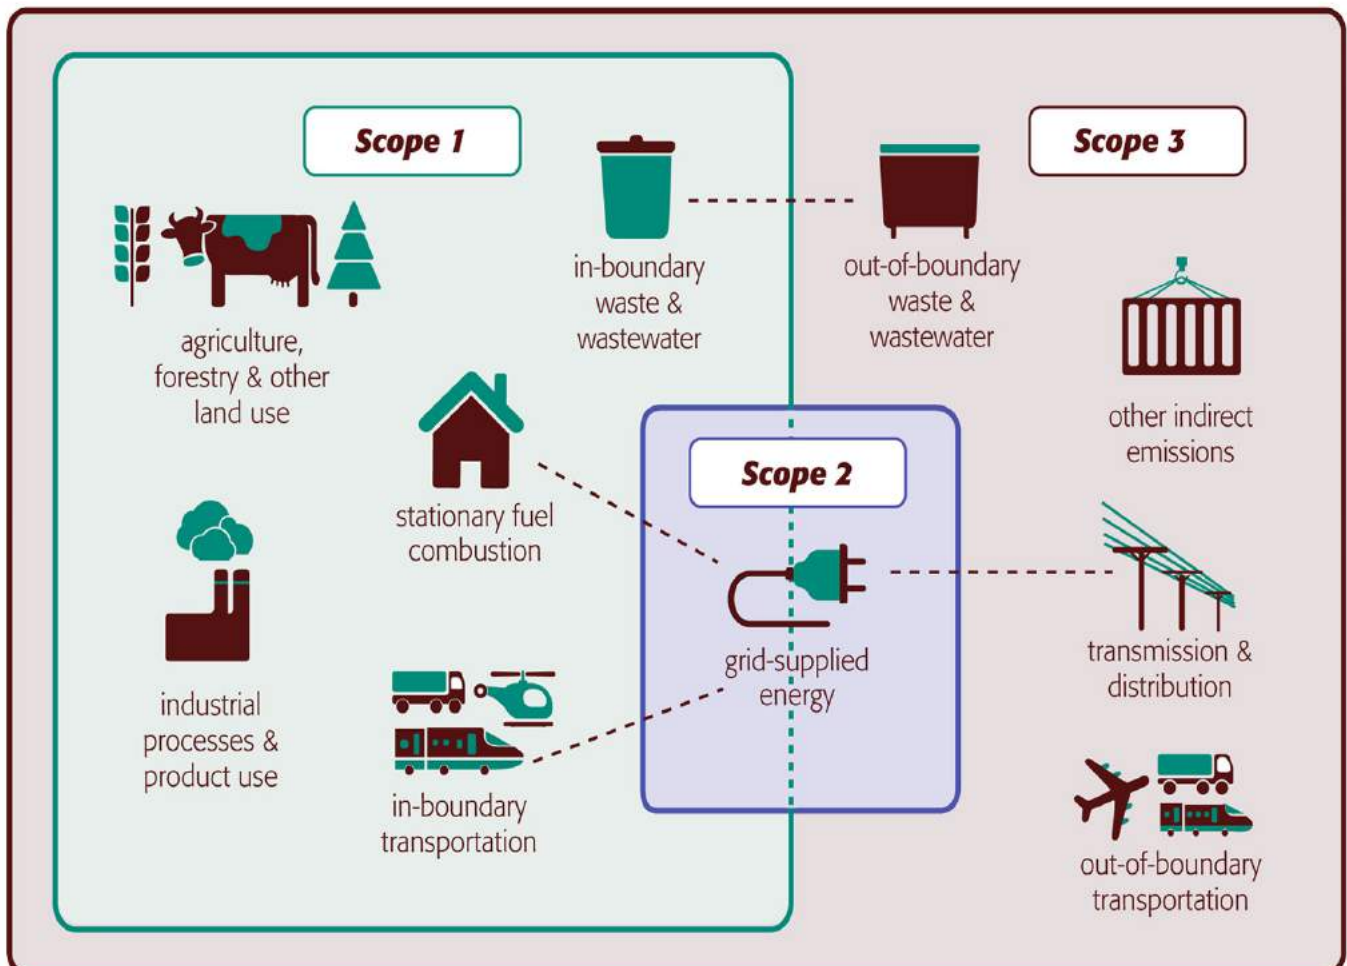 Scope 1
Scope 3
in-boundary
waste &
wastewater
out-of-boundary
waste &
wastewater
agriculture,
forestry & other
land use
other indirect
emissions
Scope 2
stationary fuel
combustion
grid-supplied
energy
transmission &
distribution
industrial
processes &
product use
in-boundary
transportation
out-of-boundary
transportation